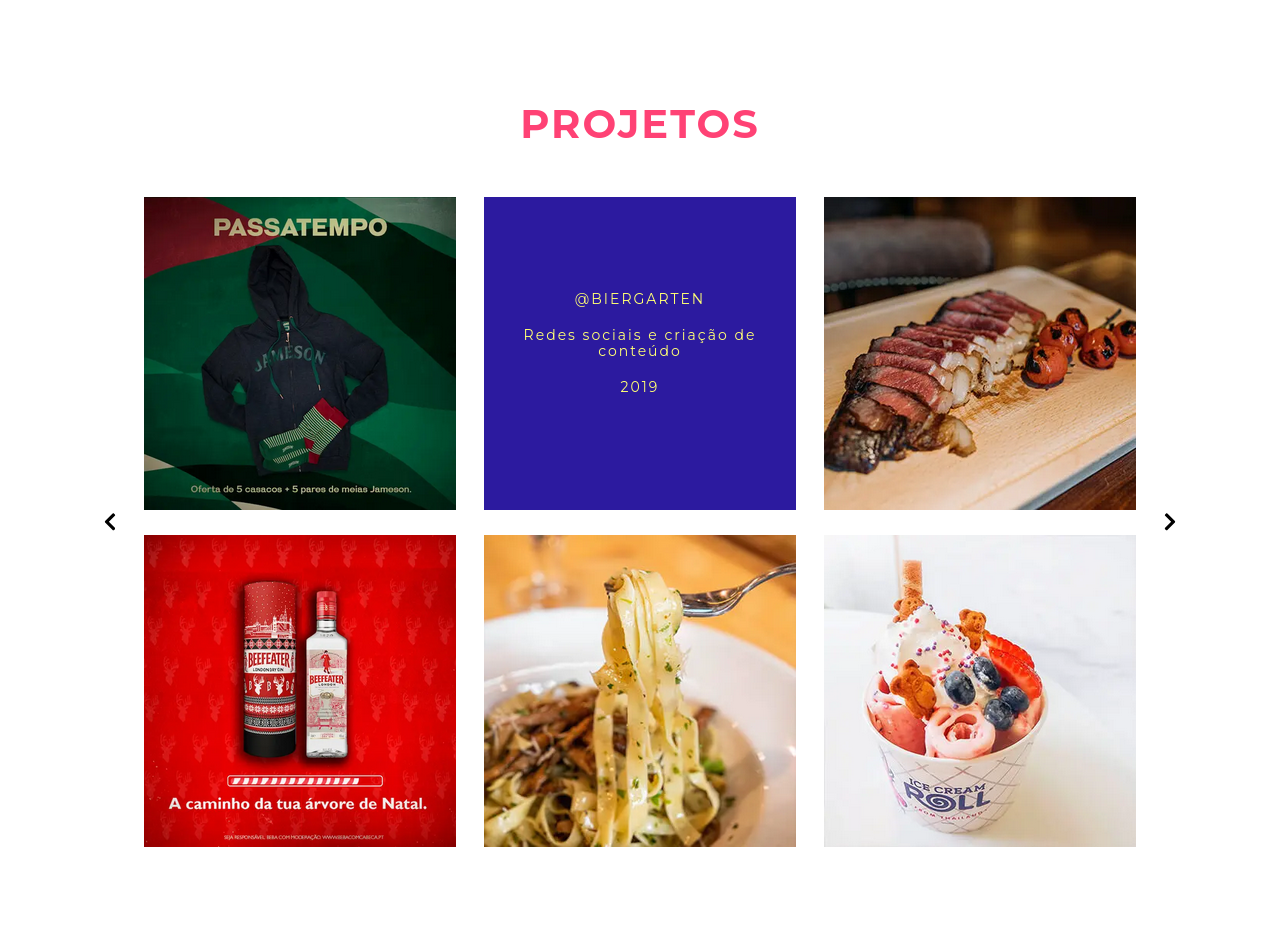 PROJETOS
PASSATEMPO
JAMESON
Oferta de 5 casacos + 5 pares de meias Jameson.
@BIERGARTEN
Redes sociais e criação de
conteúdo
2019
BEEFEATER
LONDON DRY GIN
BEEFEATER
LONDON
A caminho da tua árvore de Natal.
SEJA RESPONSÁVEL. BEBA COM MODERAÇÃO. WWW.BEBACOMCABECA.PT
ICE CREAM
ROLL
FROM THAILAND